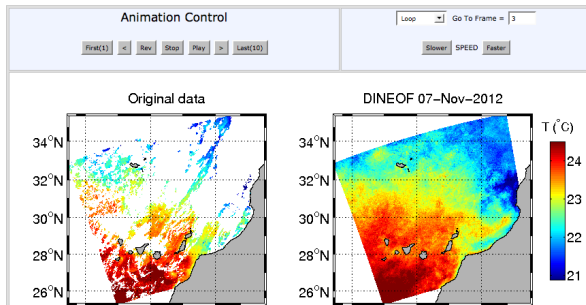 Animation Control
First(1) < Rev Stop Play > Last(10)
Loop Go To Frame = 3
Slower SPEED Faster
Original data
34°N
32°N
30°N
28°N
26°N
DINEOF 07-Nov-2012
34°N
32°N
30°N
28°N
26°N
T (°C)
24
23
22
21